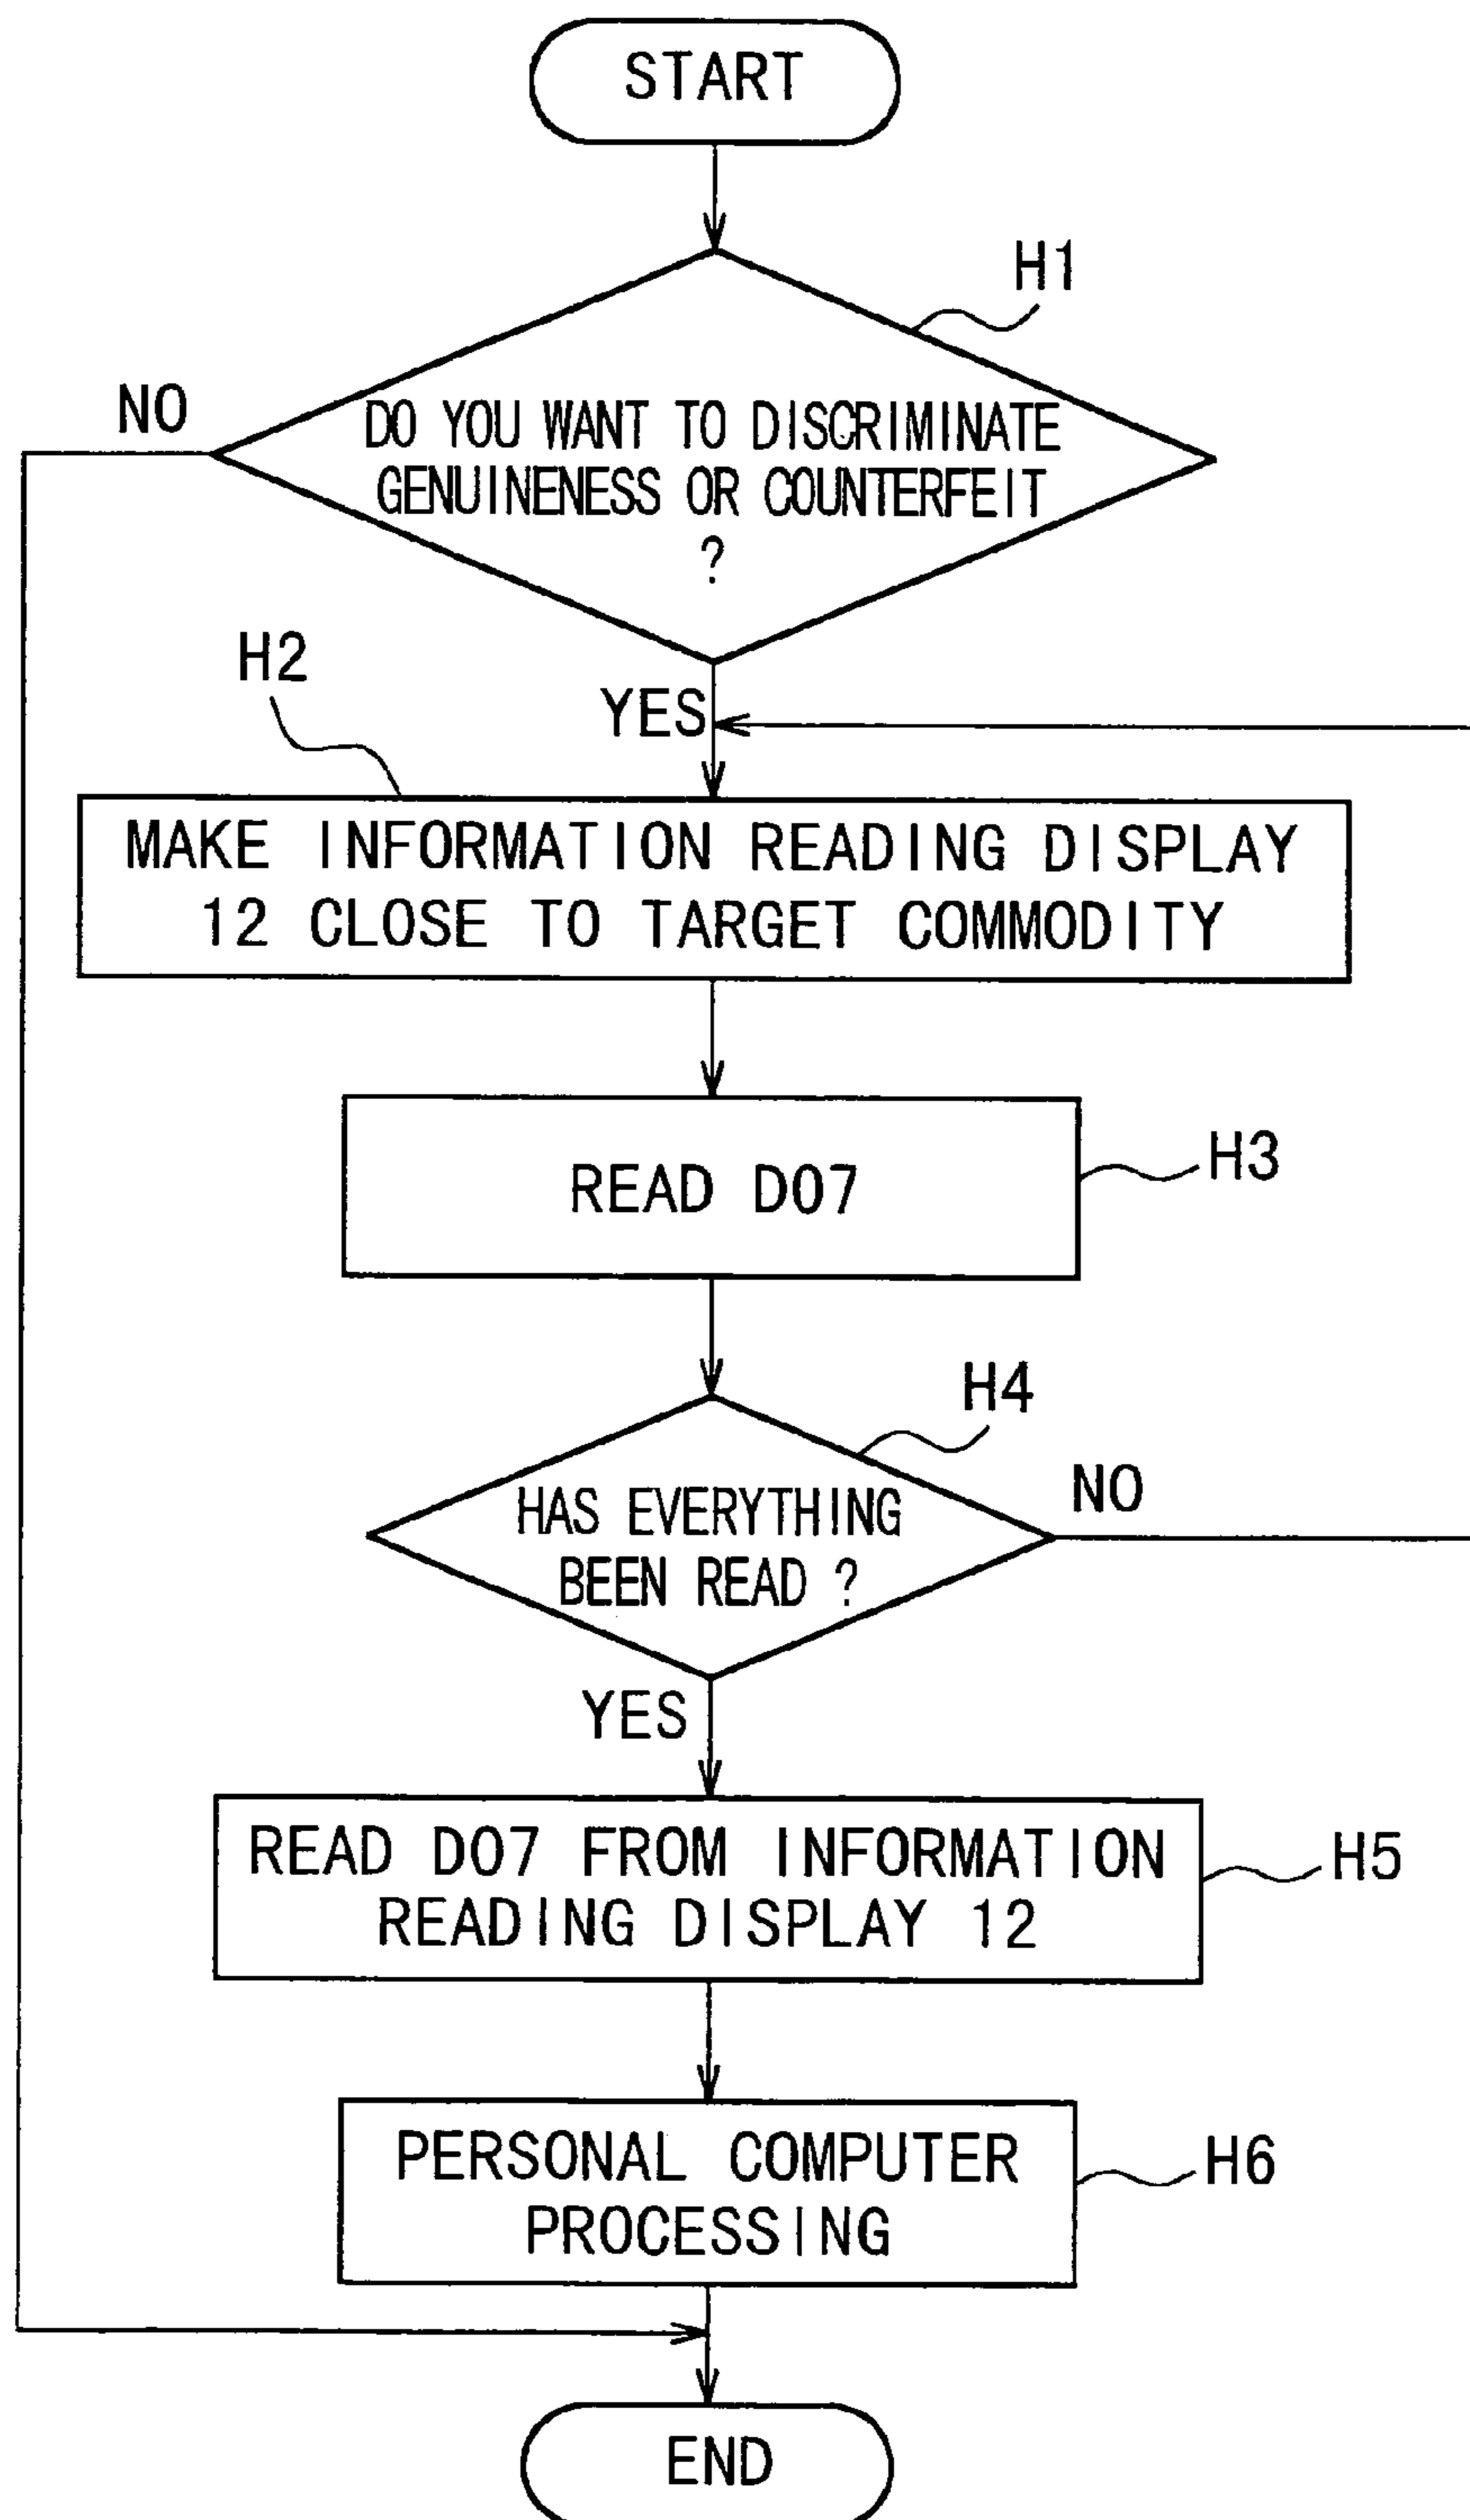 START
H1
NO
DO YOU WANT TO DISCRIMINATE
GENUINENESS OR COUNTERFEIT
?
H2
YES
MAKE INFORMATION READING DISPLAY
12 CLOSE TO TARGET COMMODITY
READ D07
H3
H4
HAS EVERYTHING
BEEN READ ?
NO
YES
READ D07 FROM INFORMATION
READING DISPLAY 12
H5
PERSONAL COMPUTER
PROCESSING
H6
END